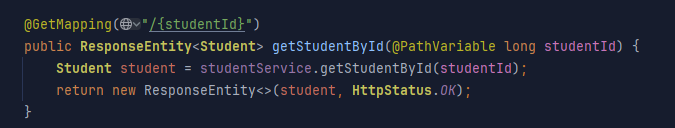 @GetMapping("/{studentId}")
public ResponseEntity<Student> getStudentById(@PathVariable long studentId) {
    Student student = studentService.getStudentById(studentId);
    return new ResponseEntity<>(student, HttpStatus.OK);
}